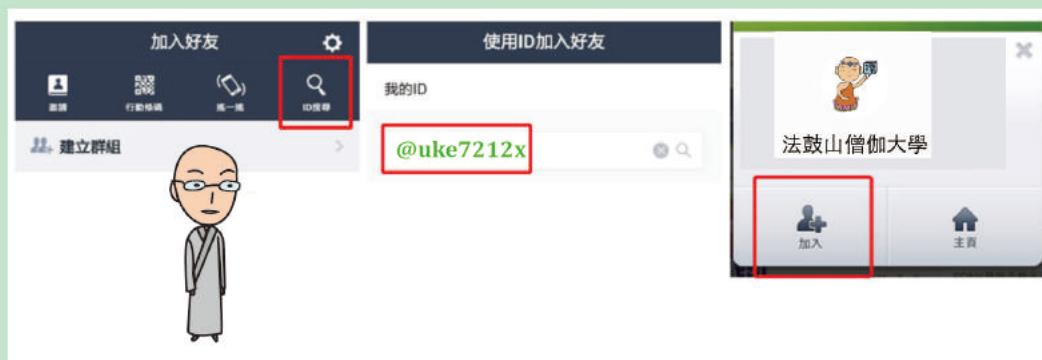 加入好友
邀請
行動條碼
搖一搖
ID搜尋
建立群組
使用ID加入好友
我的ID
@uke7212x
法鼓山僧伽大學
加入
主頁